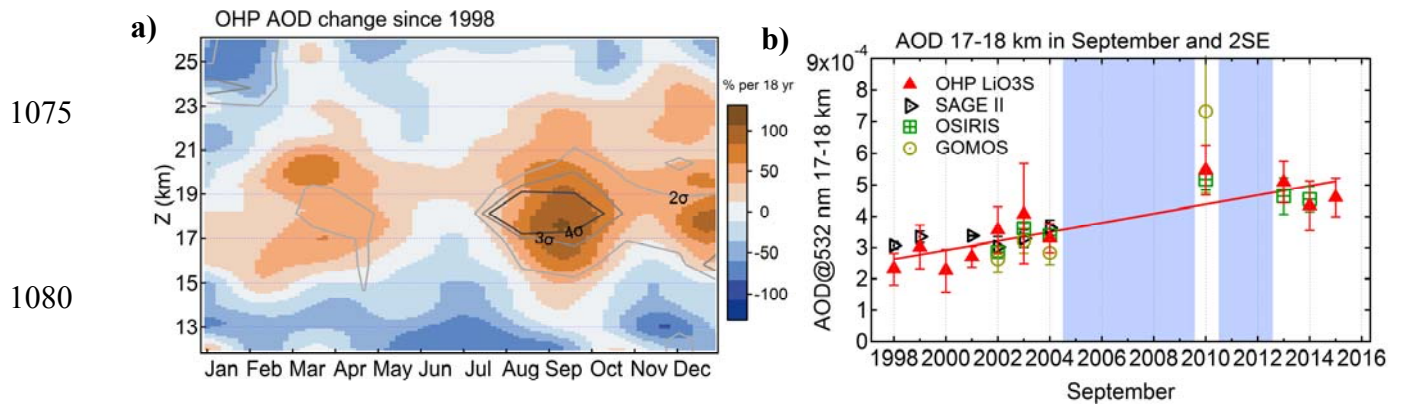 a)
OHP AOD change since 1998
1075
1080
Z (km)
25
23
21
19
17
15
13
Jan Feb Mar Apr May Jun Jul Aug Sep Oct Nov Dec
2σ
3σ
4σ
% per 18 yr
100
50
0
-50
-100
b)
AOD 17-18 km in September and 2SE
AOD@532 nm 17-18 km
9x10⁻⁴
8
7
6
5
4
3
2
1
0
OHP LiO3S
SAGE II
OSIRIS
GOMOS
1998 2000 2002 2004 2006 2008 2010 2012 2014 2016
September